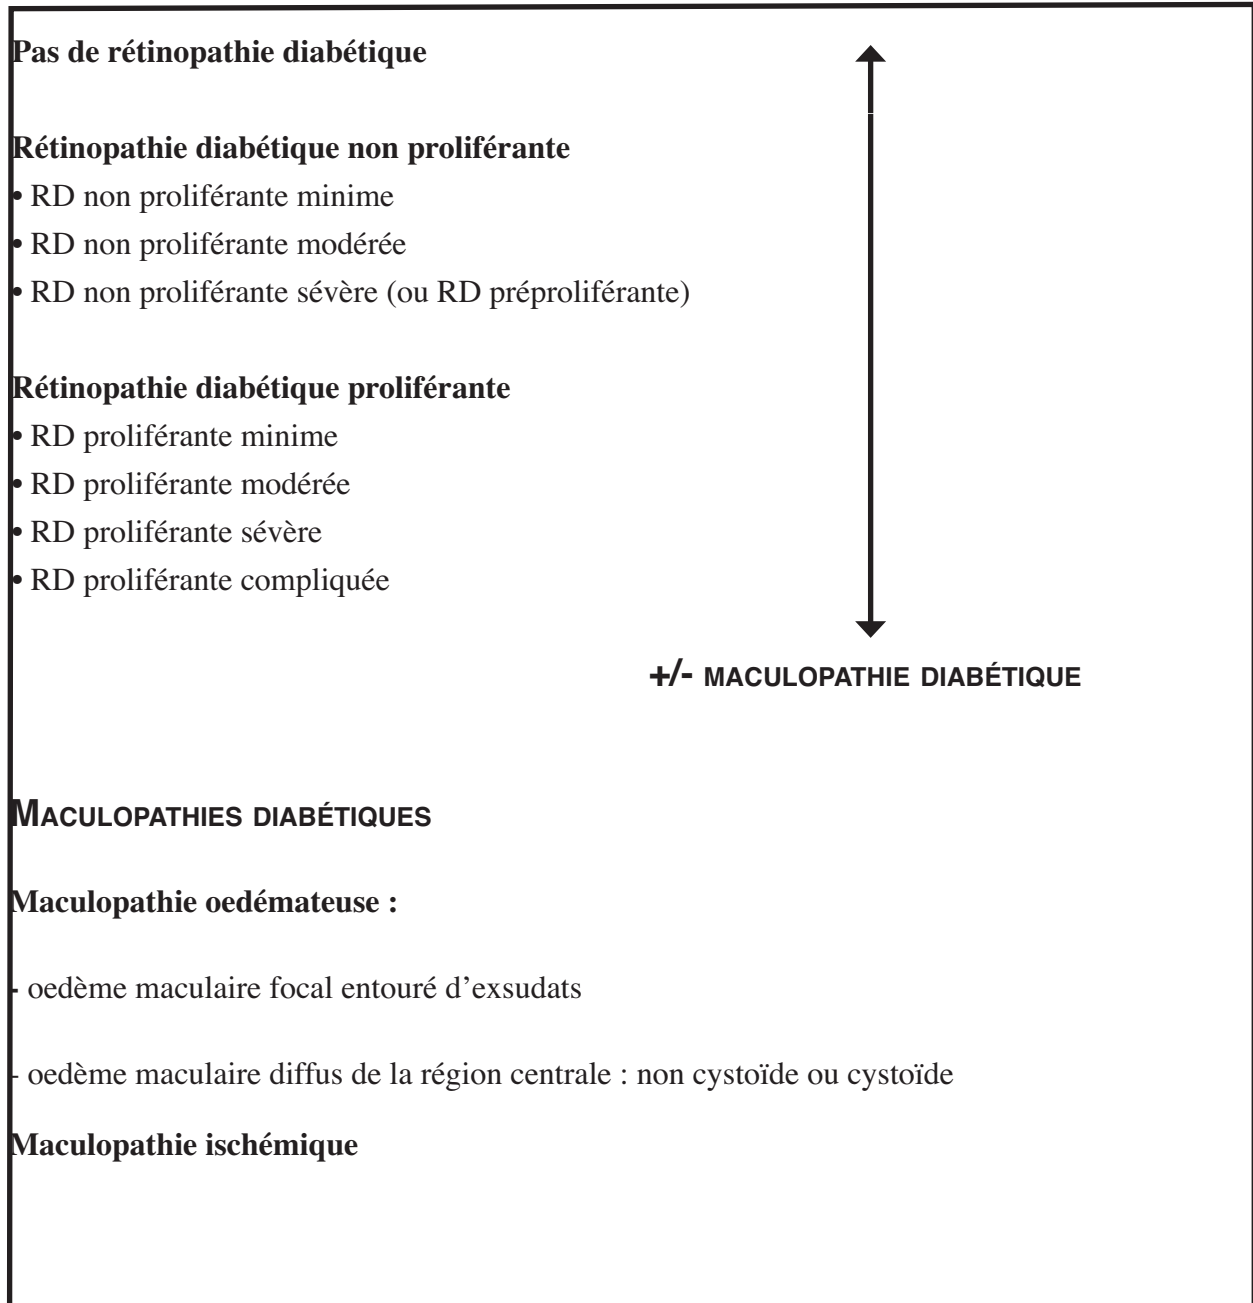 Pas de rétinopathie diabétique
Rétinopathie diabétique non proliférante
• RD non proliférante minime
• RD non proliférante modérée
• RD non proliférante sévère (ou RD préproliférante)
Rétinopathie diabétique proliférante
• RD proliférante minime
• RD proliférante modérée
• RD proliférante sévère
• RD proliférante compliquée
+/- MACULOPATHIE DIABÉTIQUE
MACULOPATHIES DIABÉTIQUES
Maculopathie oedémateuse :
- oedème maculaire focal entouré d’exsudats
- oedème maculaire diffus de la région centrale : non cystoïde ou cystoïde
Maculopathie ischémique